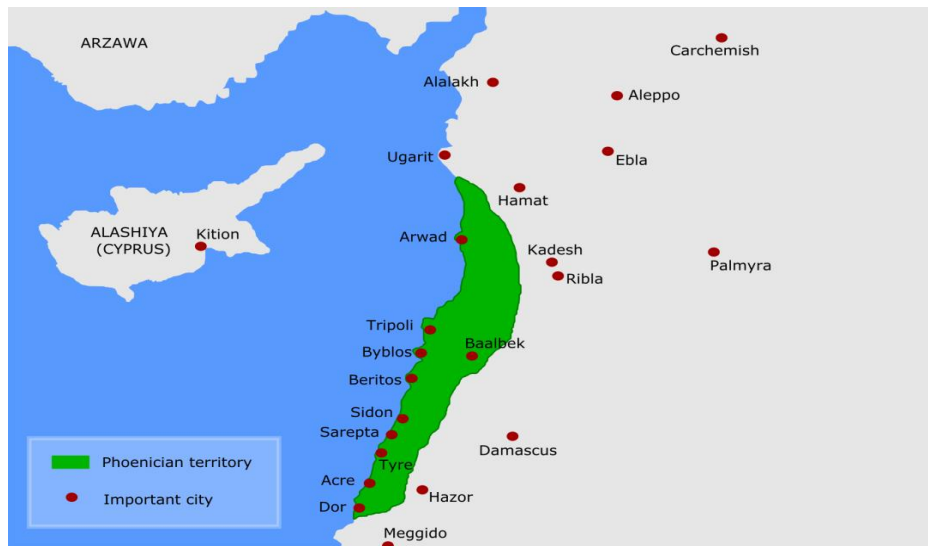 ARZAWA
Carchemish
Alalakh
Aleppo
Ugarit
Ebla
Hamat
ALASHIYA
(CYPRUS)
Kition
Arwad
Kadesh
Ribla
Palmyra
Tripoli
Baalbek
Byblos
Beritos
Sidon
Sarepta
Damascus
Tyre
Phoenician territory
Acre
Hazor
Important city
Dor
Meggido